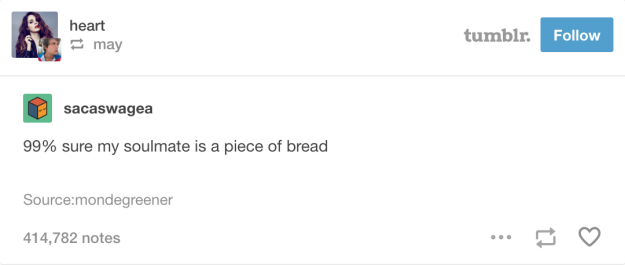 heart
may
tumblr.
Follow
sacaswagea
99% sure my soulmate is a piece of bread
Source:mondegreener
414,782 notes